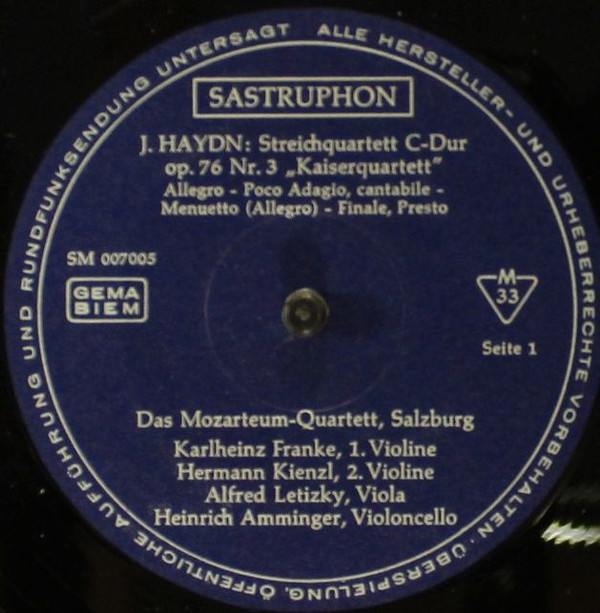 ALLE HERSTELLER- UND URHEBERRECHTE VORBEHALTEN · ÜBERSPIELUNG, ÖFFENTLICHE AUFFÜHRUNG UND RUNDFUNKSENDUNG UNTERSAGT
SASTRUPHON
J. HAYDN: Streichquartett C-Dur
op. 76 Nr. 3 „Kaiserquartett"
Allegro - Poco Adagio, cantabile -
Menuetto (Allegro) - Finale, Presto
SM 007005
GEMA
BIEM
M
33
Seite 1
Das Mozarteum-Quartett, Salzburg
Karlheinz Franke, 1. Violine
Hermann Kienzl, 2. Violine
Alfred Letizky, Viola
Heinrich Amminger, Violoncello